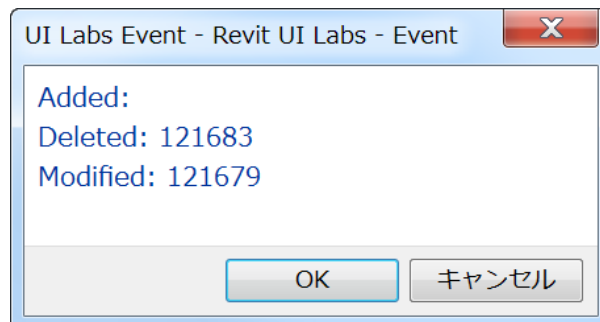 UI Labs Event - Revit UI Labs - Event
Added:
Deleted: 121683
Modified: 121679
OK
キャンセル